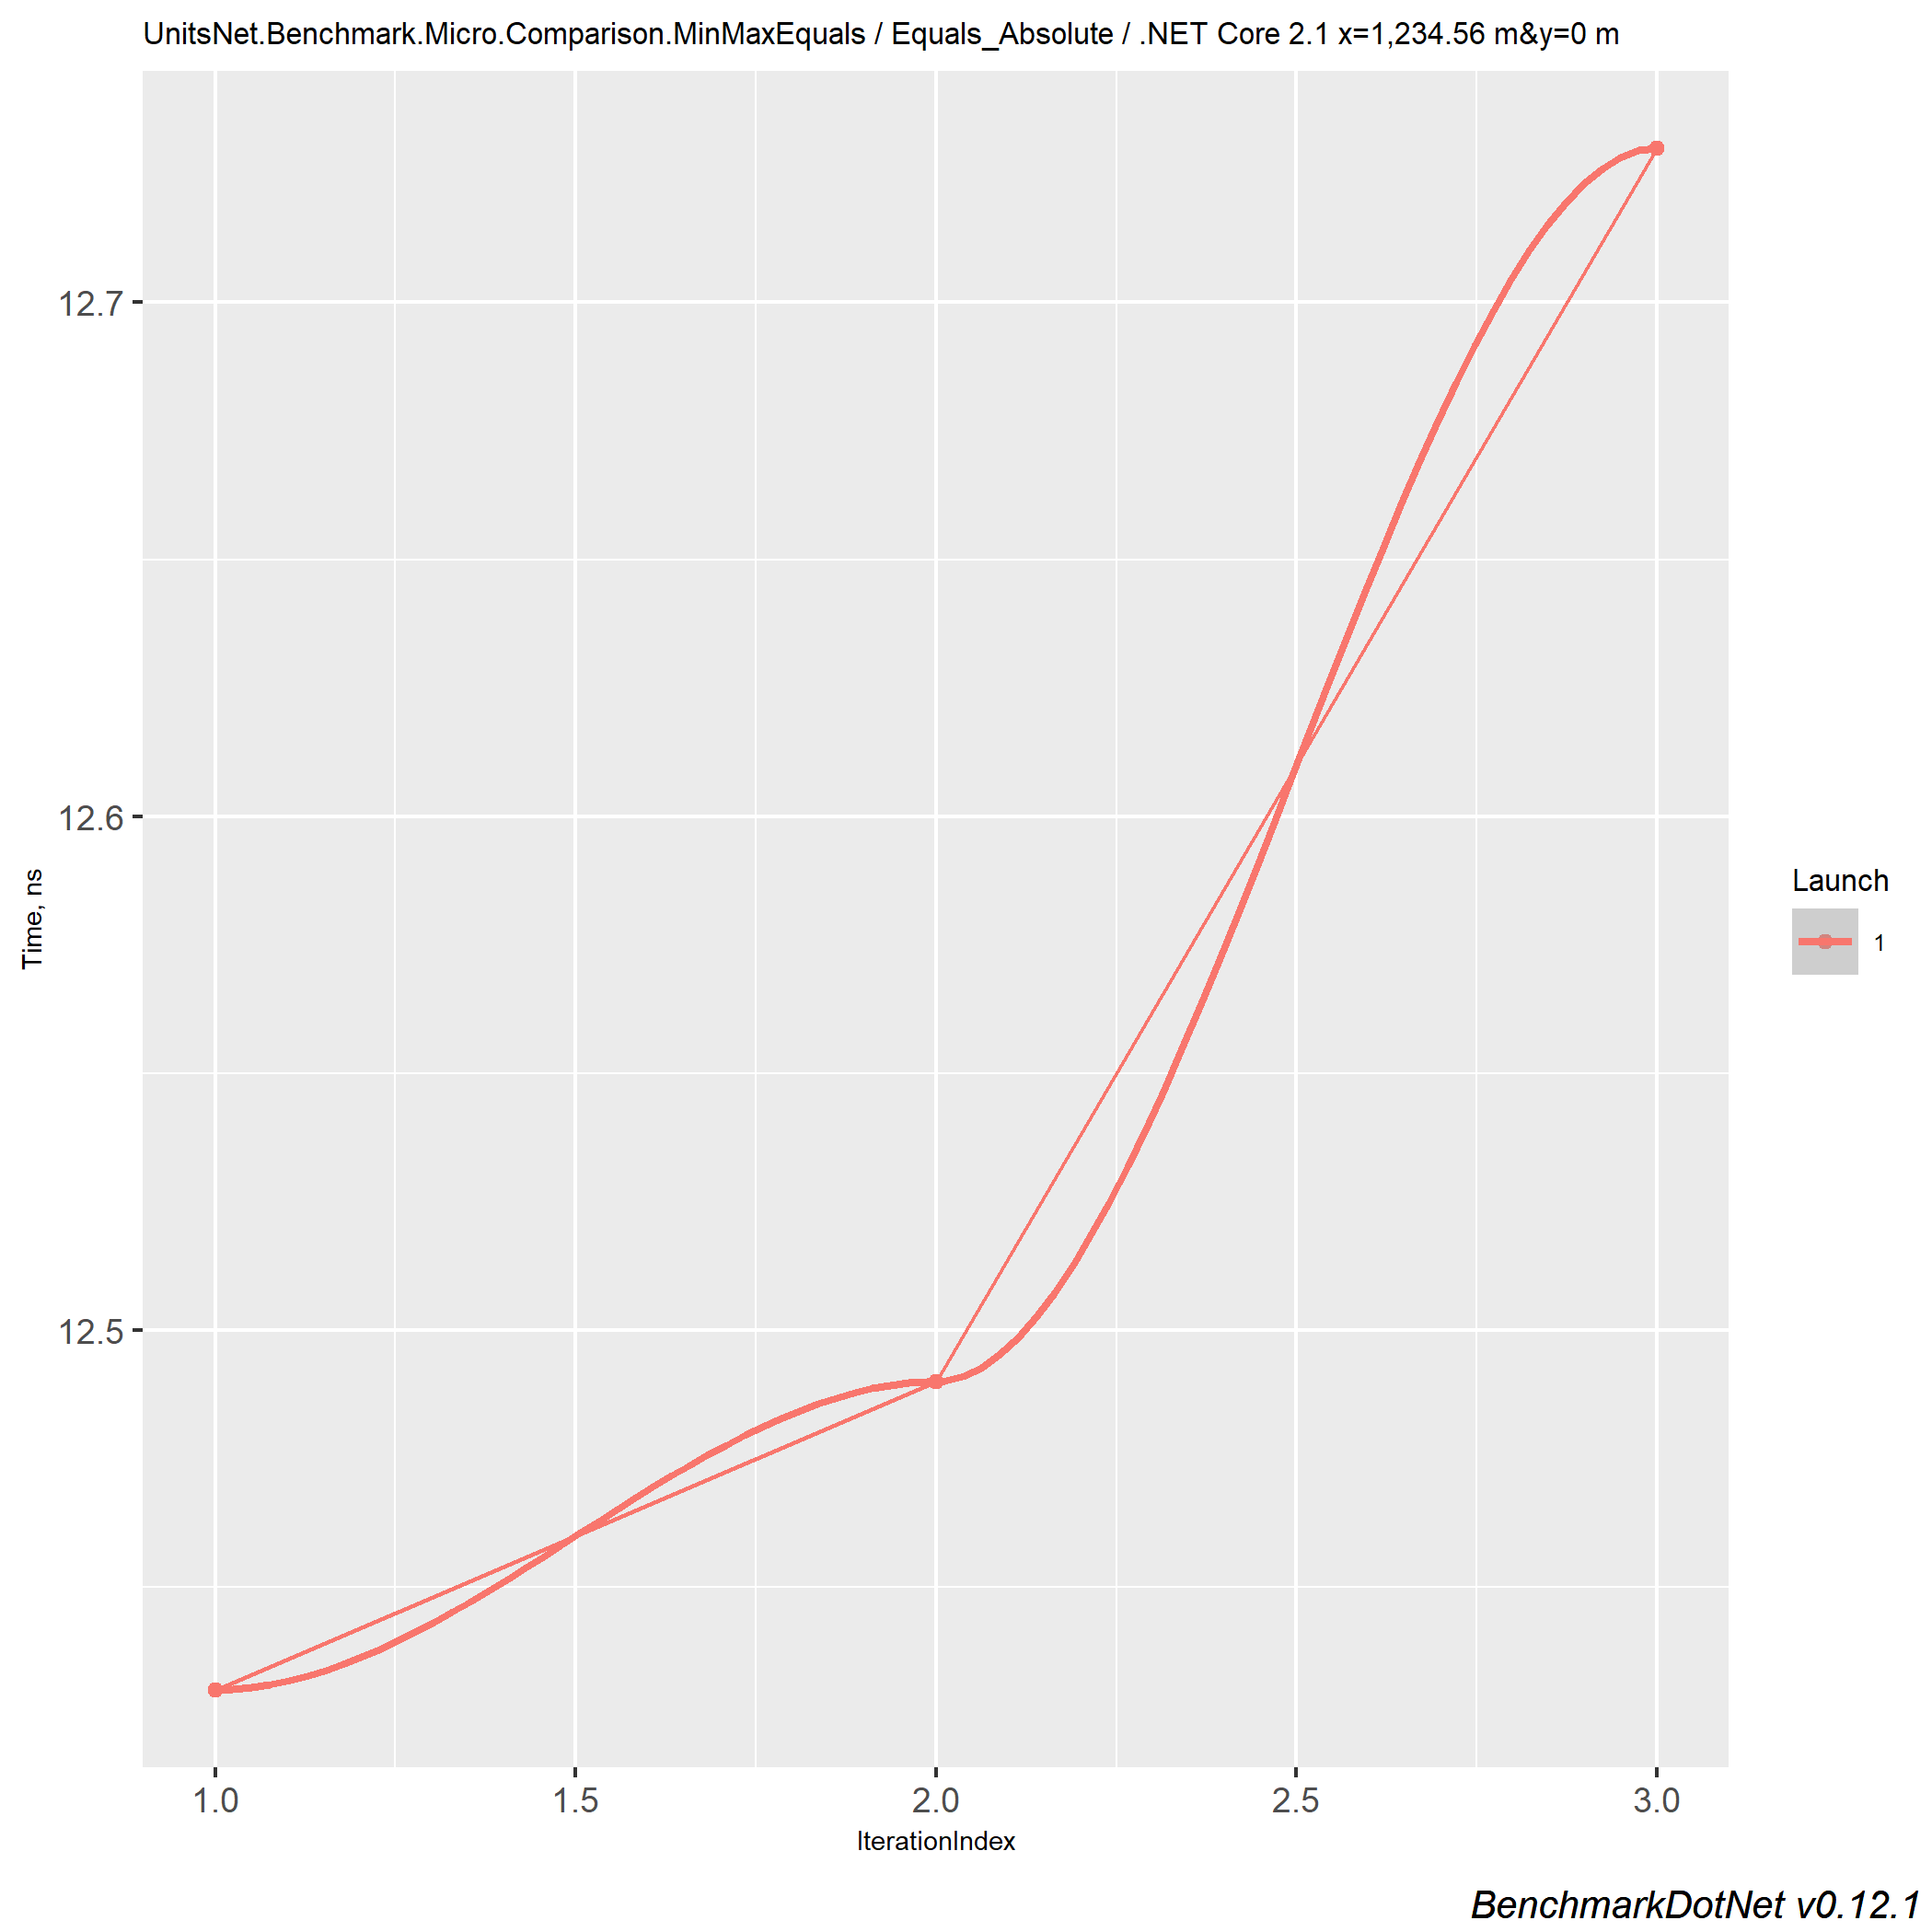 UnitsNet.Benchmark.Micro.Comparison.MinMaxEquals / Equals_Absolute / .NET Core 2.1 x=1,234.56 m&y=0 m
12.7
12.6
12.5
Time, ns
1.0 1.5 2.0 2.5 3.0
IterationIndex
Launch
1
BenchmarkDotNet v0.12.1